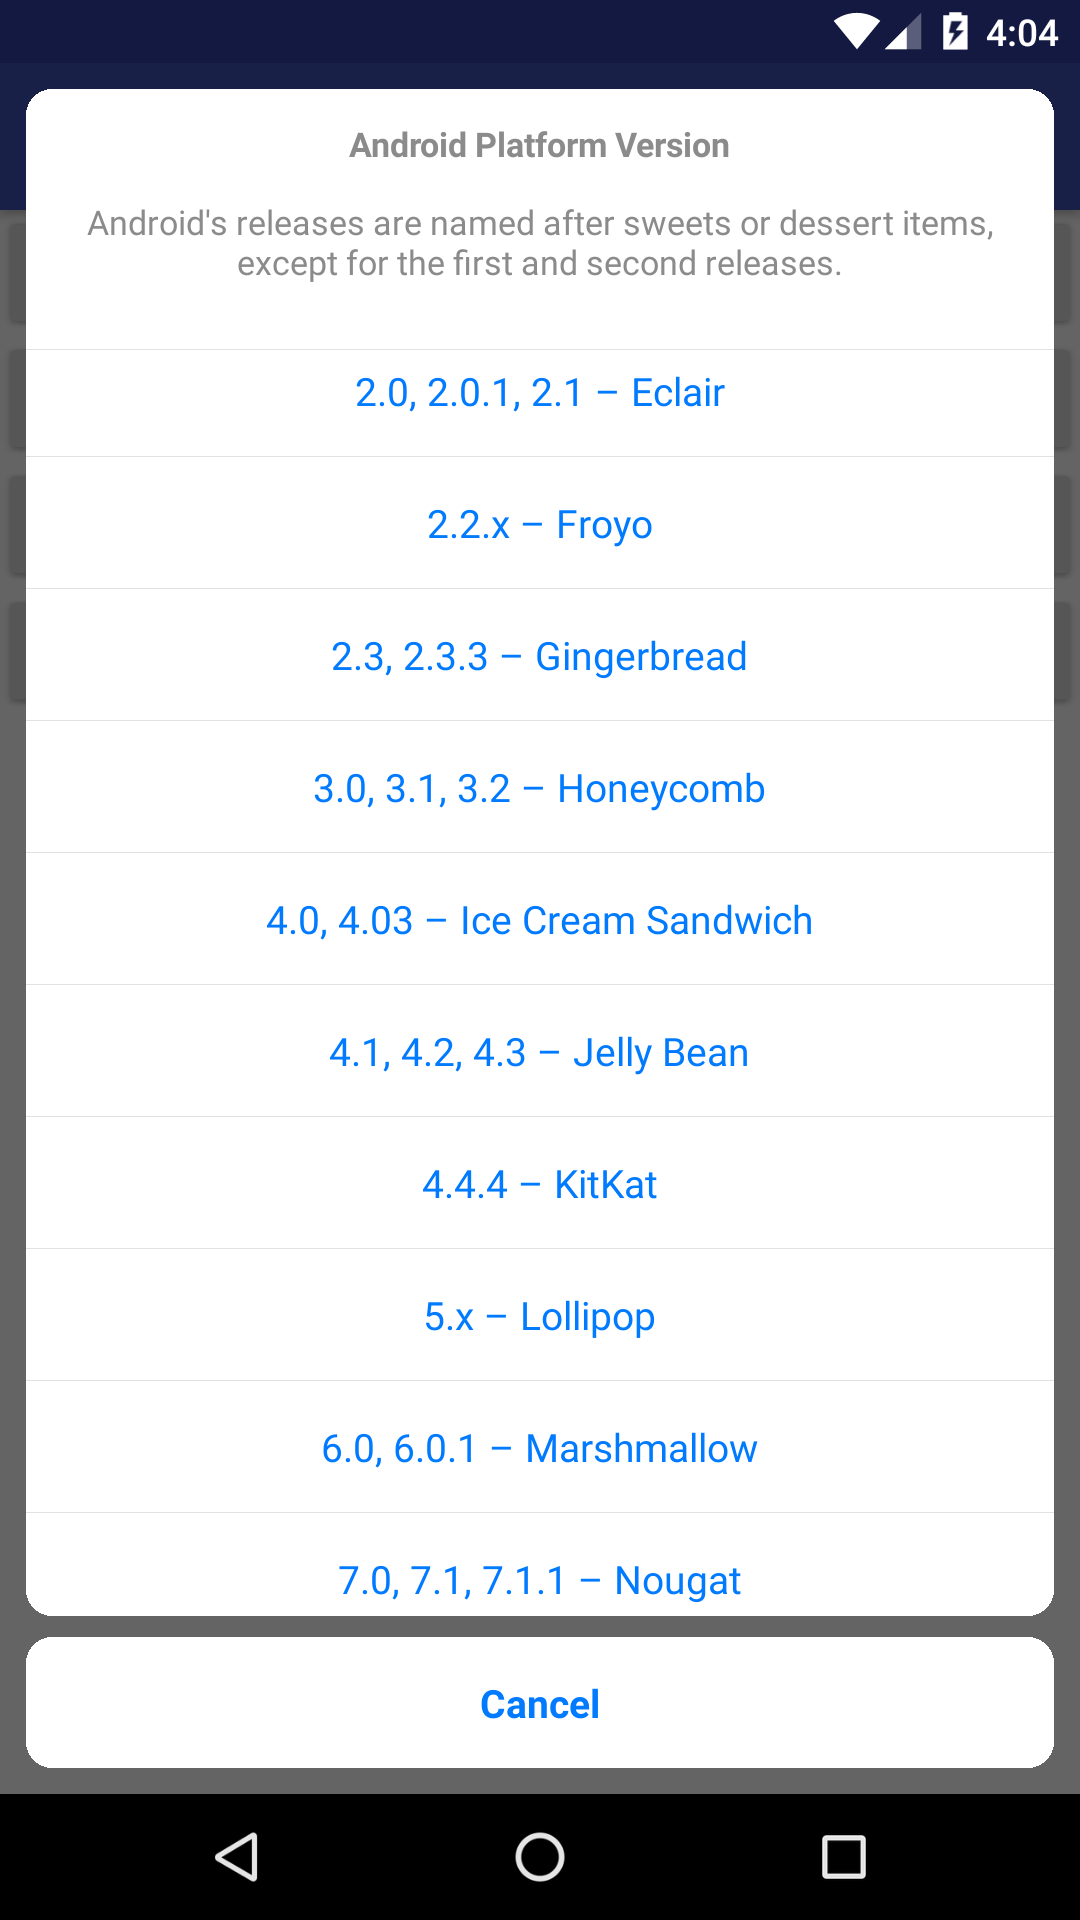 4:04
Android Platform Version
Android's releases are named after sweets or dessert items,
except for the first and second releases.
2.0, 2.0.1, 2.1 – Eclair
2.2.x – Froyo
2.3, 2.3.3 – Gingerbread
3.0, 3.1, 3.2 – Honeycomb
4.0, 4.03 – Ice Cream Sandwich
4.1, 4.2, 4.3 – Jelly Bean
4.4.4 – KitKat
5.x – Lollipop
6.0, 6.0.1 – Marshmallow
7.0, 7.1, 7.1.1 – Nougat
Cancel